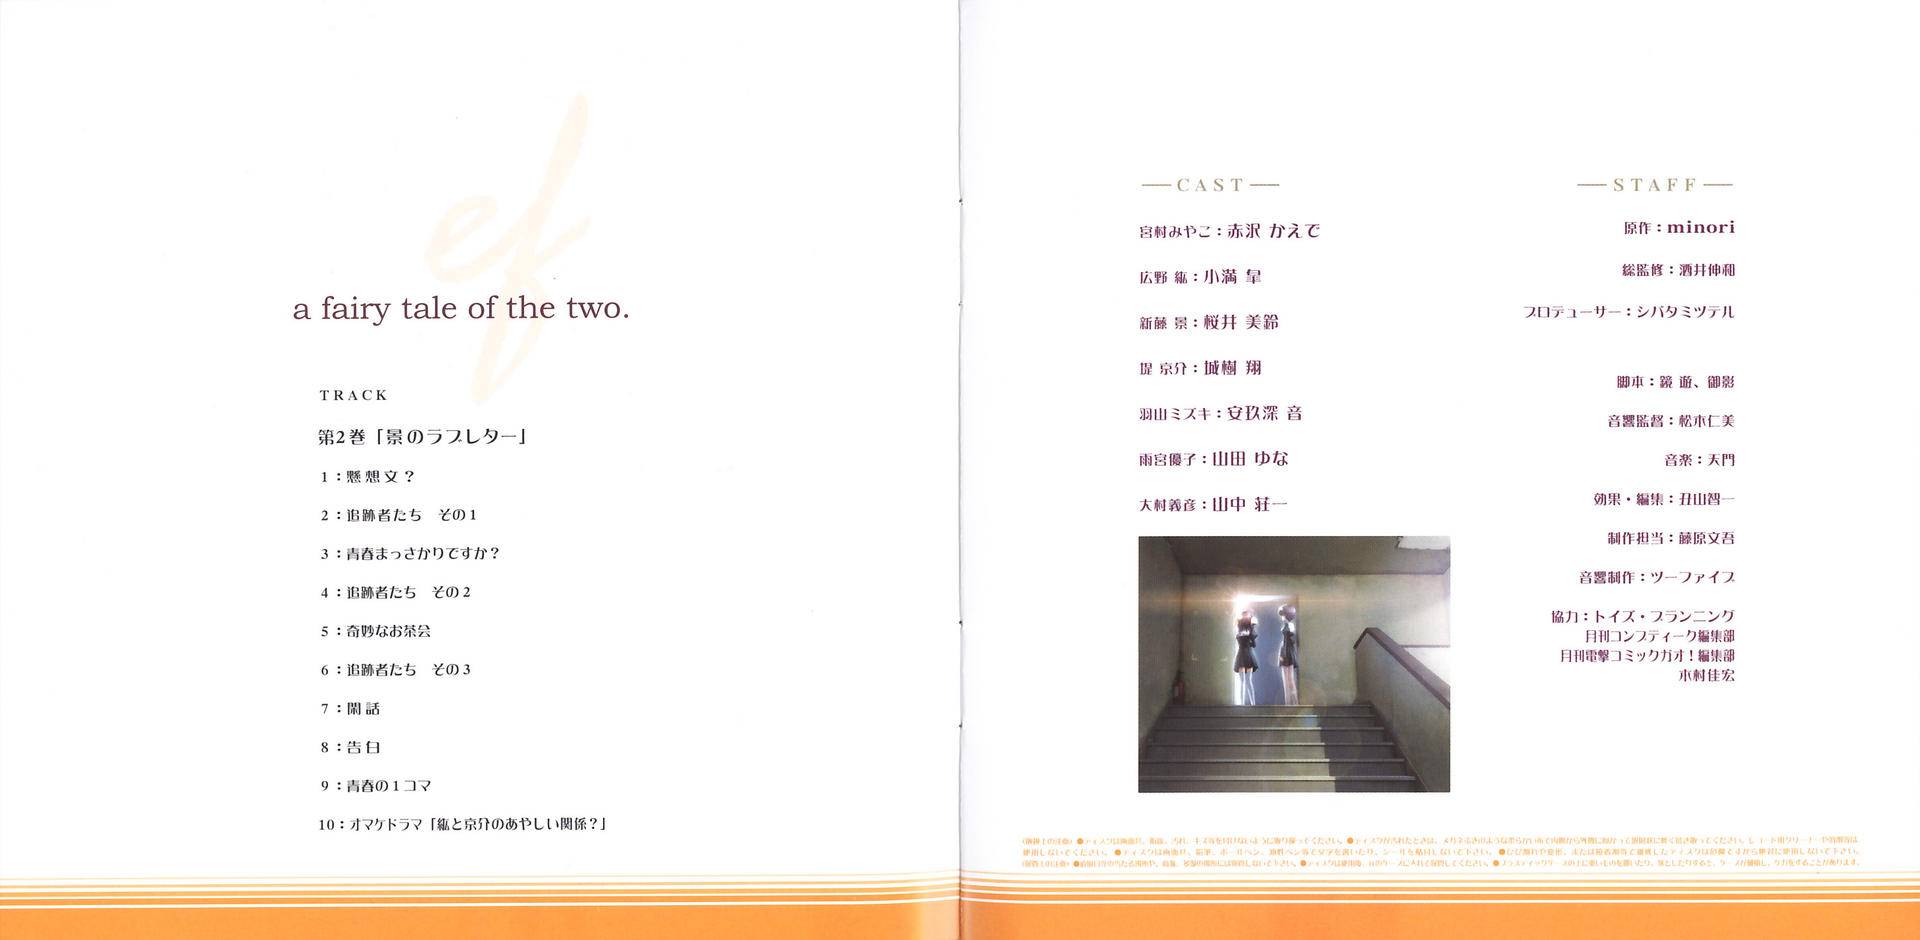 ef
a fairy tale of the two.
TRACK
第2巻「景のラブレター」
1：懸想文？
2：追跡者たち　その1
3：青春まっさかりですか？
4：追跡者たち　その2
5：奇妙なお茶会
6：追跡者たち　その3
7：閑話
8：告白
9：青春の1コマ
10：オマケドラマ「紘と京介のあやしい関係？」
CAST
宮村みやこ：赤沢 かえで
広野 紘：小満 皐
新藤 景：桜井 美鈴
堤 京介：城樹 翔
羽山ミズキ：安玖深 音
雨宮優子：山田 ゆな
大村義彦：山中 荘一
STAFF
原作：minori
総監修：酒井伸和
プロデューサー：シバタミツテル
脚本：鏡 遊、御影
音響監督：松本仁美
音楽：天門
効果・編集：丑山智一
制作担当：藤原文吾
音響制作：ツーファイブ
協力：トイズ・プランニング
月刊コンプティーク編集部
月刊電撃コミックガオ！編集部
木村佳宏